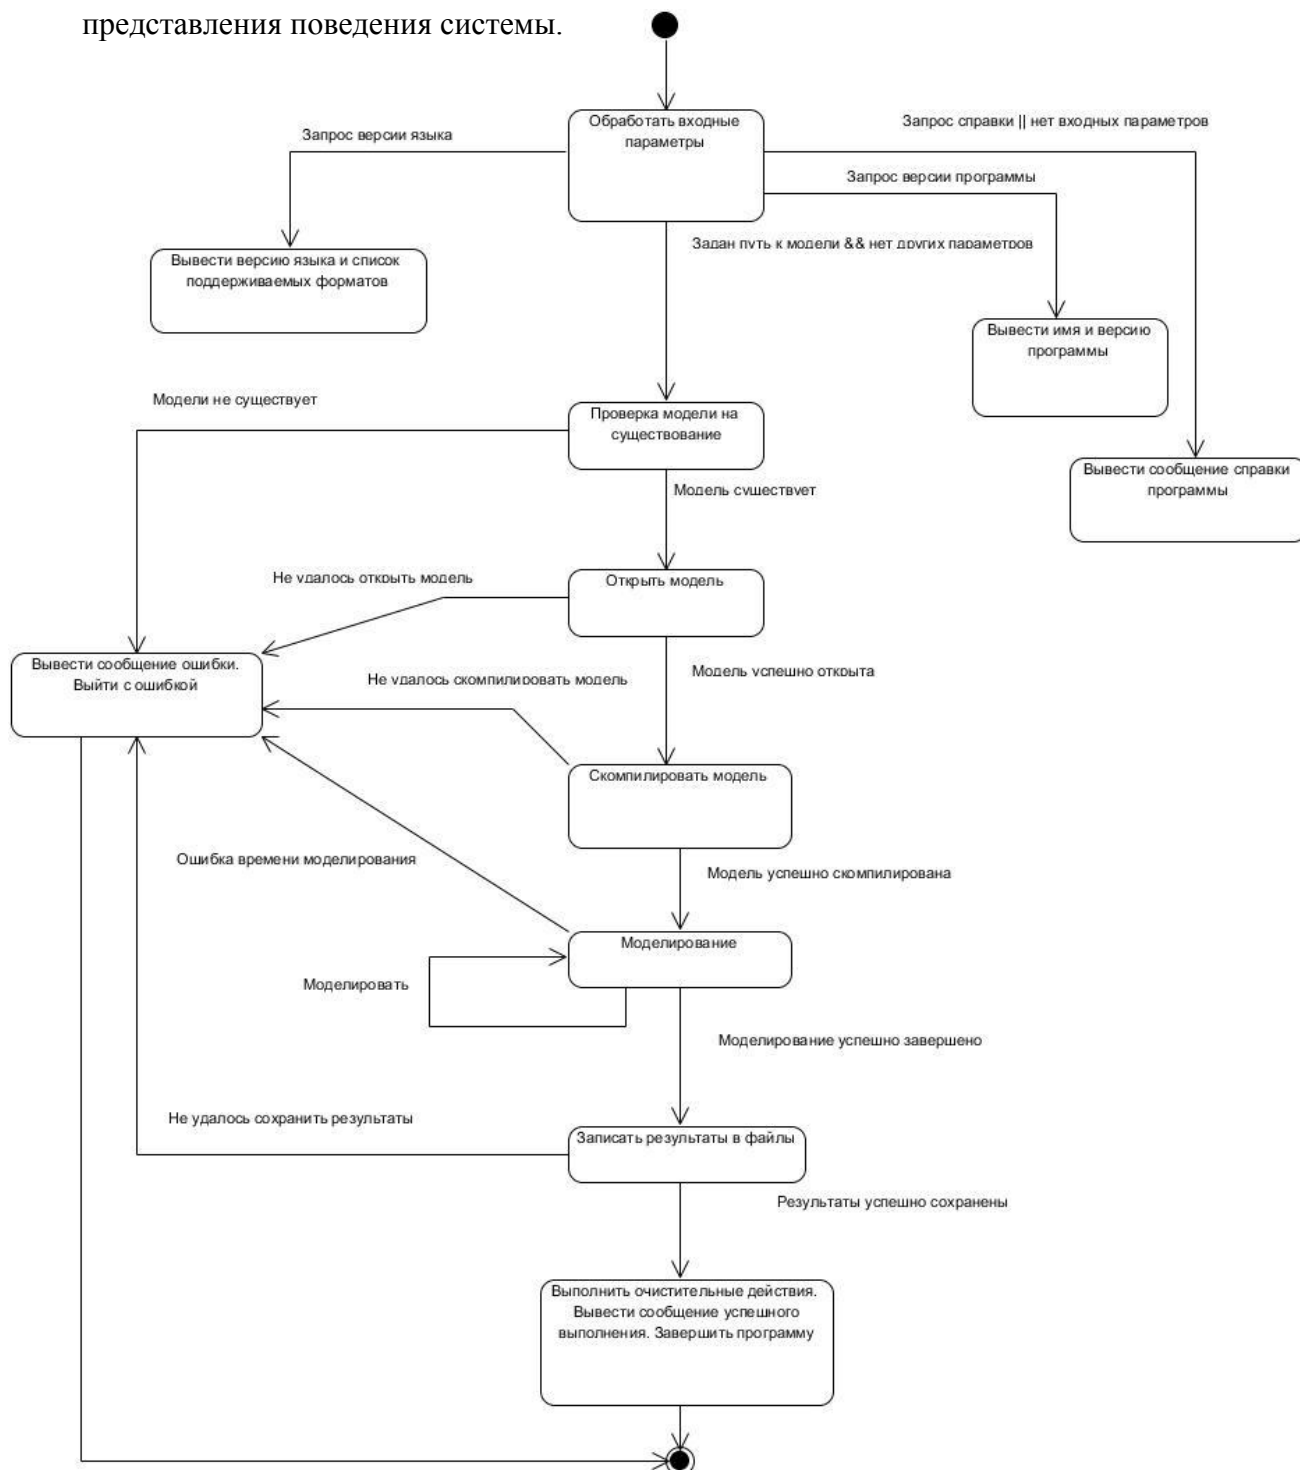 представления поведения системы.
Обработать входные
параметры
Запрос версии языка
Запрос справки || нет входных параметров
Запрос версии программы
Задан путь к модели && нет других параметров
Вывести версию языка и список
поддерживаемых форматов
Вывести имя и версию
программы
Модели не существует
Проверка модели на
существование
Вывести сообщение справки
программы
Модель существует
Не удалось открыть модель
Открыть модель
Вывести сообщение ошибки.
Выйти с ошибкой
Модель успешно открыта
Не удалось скомпилировать модель
Скомпилировать модель
Ошибка времени моделирования
Модель успешно скомпилирована
Моделирование
Моделировать
Моделирование успешно завершено
Не удалось сохранить результаты
Записать результаты в файлы
Результаты успешно сохранены
Выполнить очистительные действия.
Вывести сообщение успешного
выполнения. Завершить программу